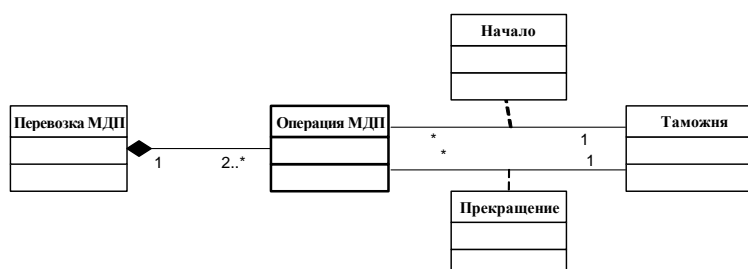 Начало
Перевозка МДП
Операция МДП
Таможня
*
1
*
1
2..*
1
Прекращение